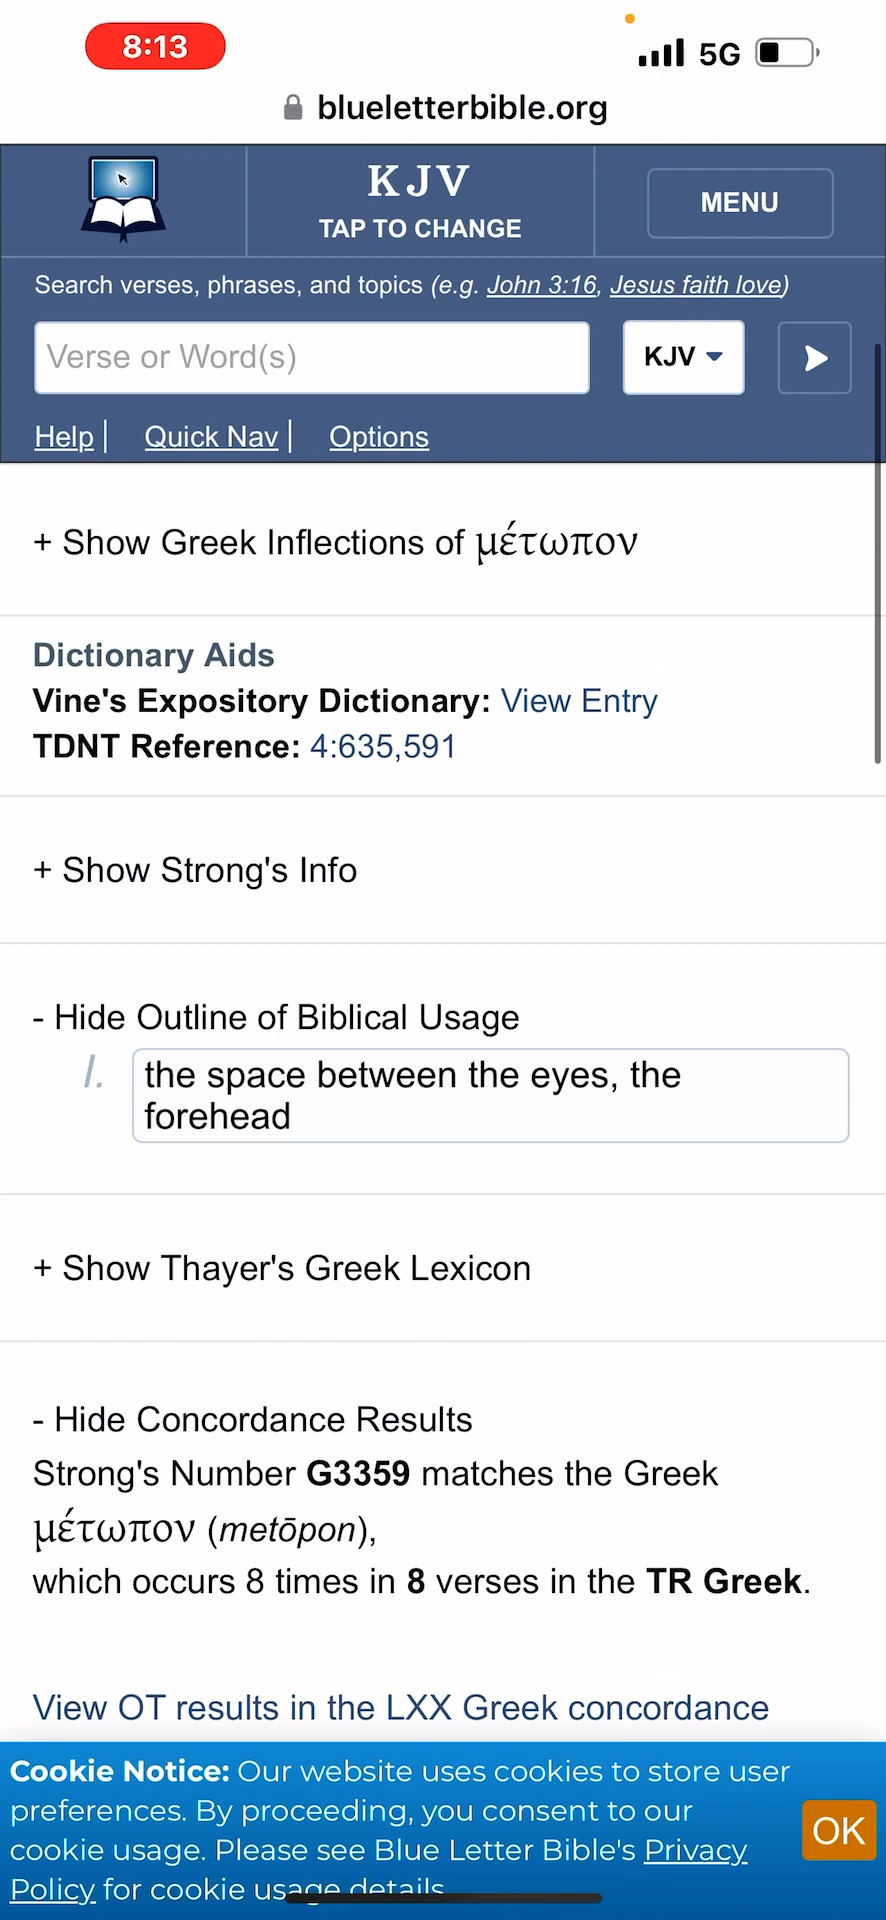 8:13
5G
blueletterbible.org
KJV
TAP TO CHANGE
MENU
Search verses, phrases, and topics (e.g. John 3:16, Jesus faith love)
Verse or Word(s)
KJV
Help | Quick Nav | Options
+ Show Greek Inflections of μέτωπον
Dictionary Aids
Vine's Expository Dictionary: View Entry
TDNT Reference: 4:635,591
+ Show Strong's Info
- Hide Outline of Biblical Usage
I. the space between the eyes, the
forehead
+ Show Thayer's Greek Lexicon
- Hide Concordance Results
Strong's Number G3359 matches the Greek
μέτωπον (metōpon),
which occurs 8 times in 8 verses in the TR Greek.
View OT results in the LXX Greek concordance
Cookie Notice: Our website uses cookies to store user
preferences. By proceeding, you consent to our
cookie usage. Please see Blue Letter Bible's Privacy
Policy for cookie usage details
OK